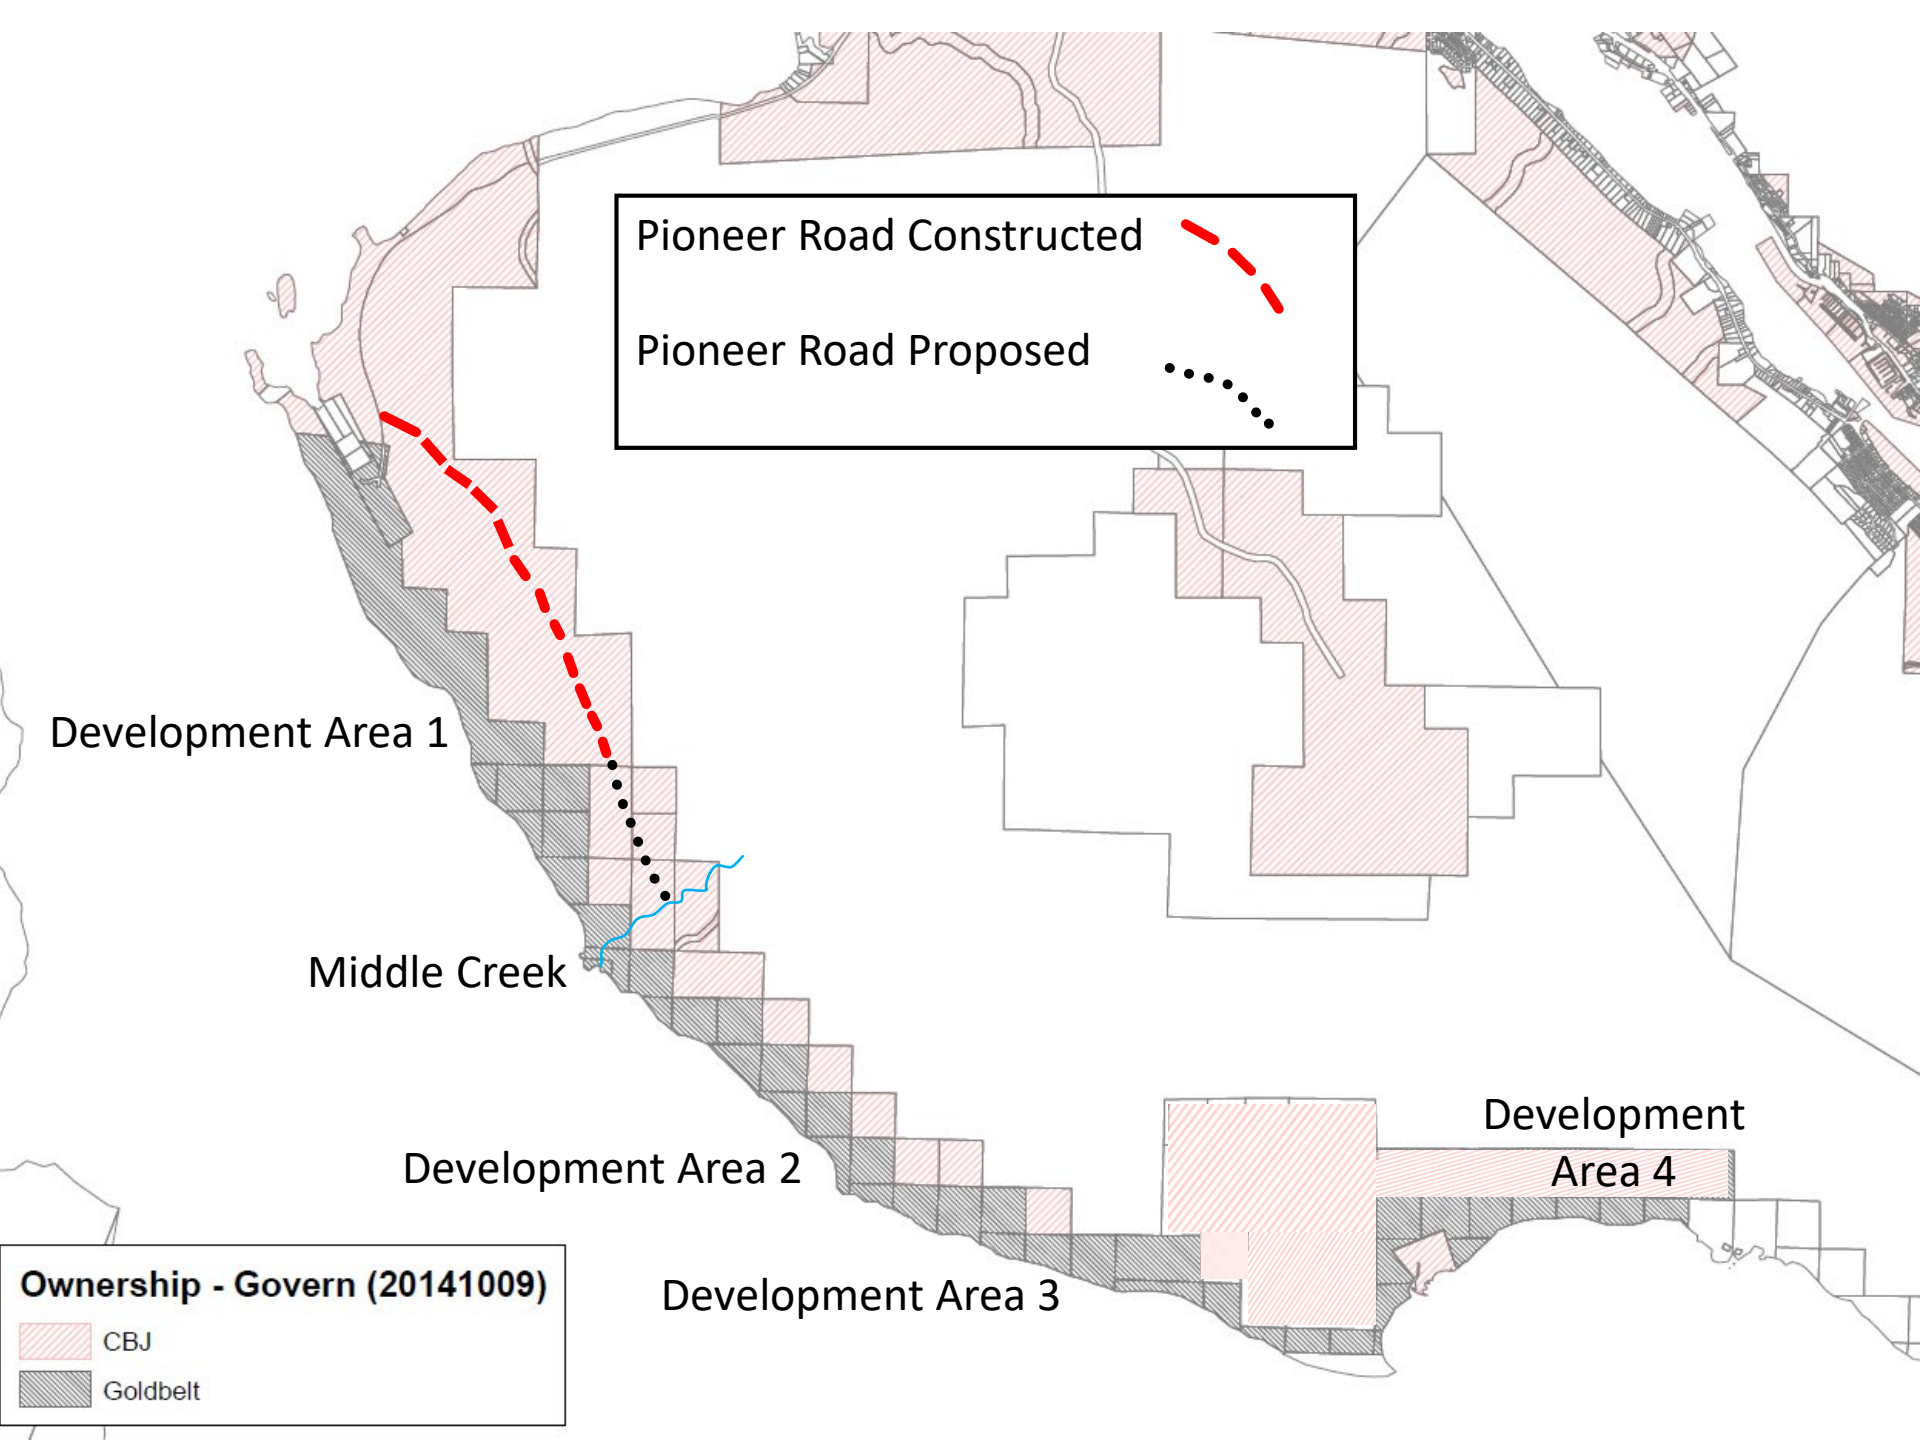 Pioneer Road Constructed
Pioneer Road Proposed
Development Area 1
Middle Creek
Development
Area 4
Development Area 2
Development Area 3
Ownership - Govern (20141009)
CBJ
Goldbelt